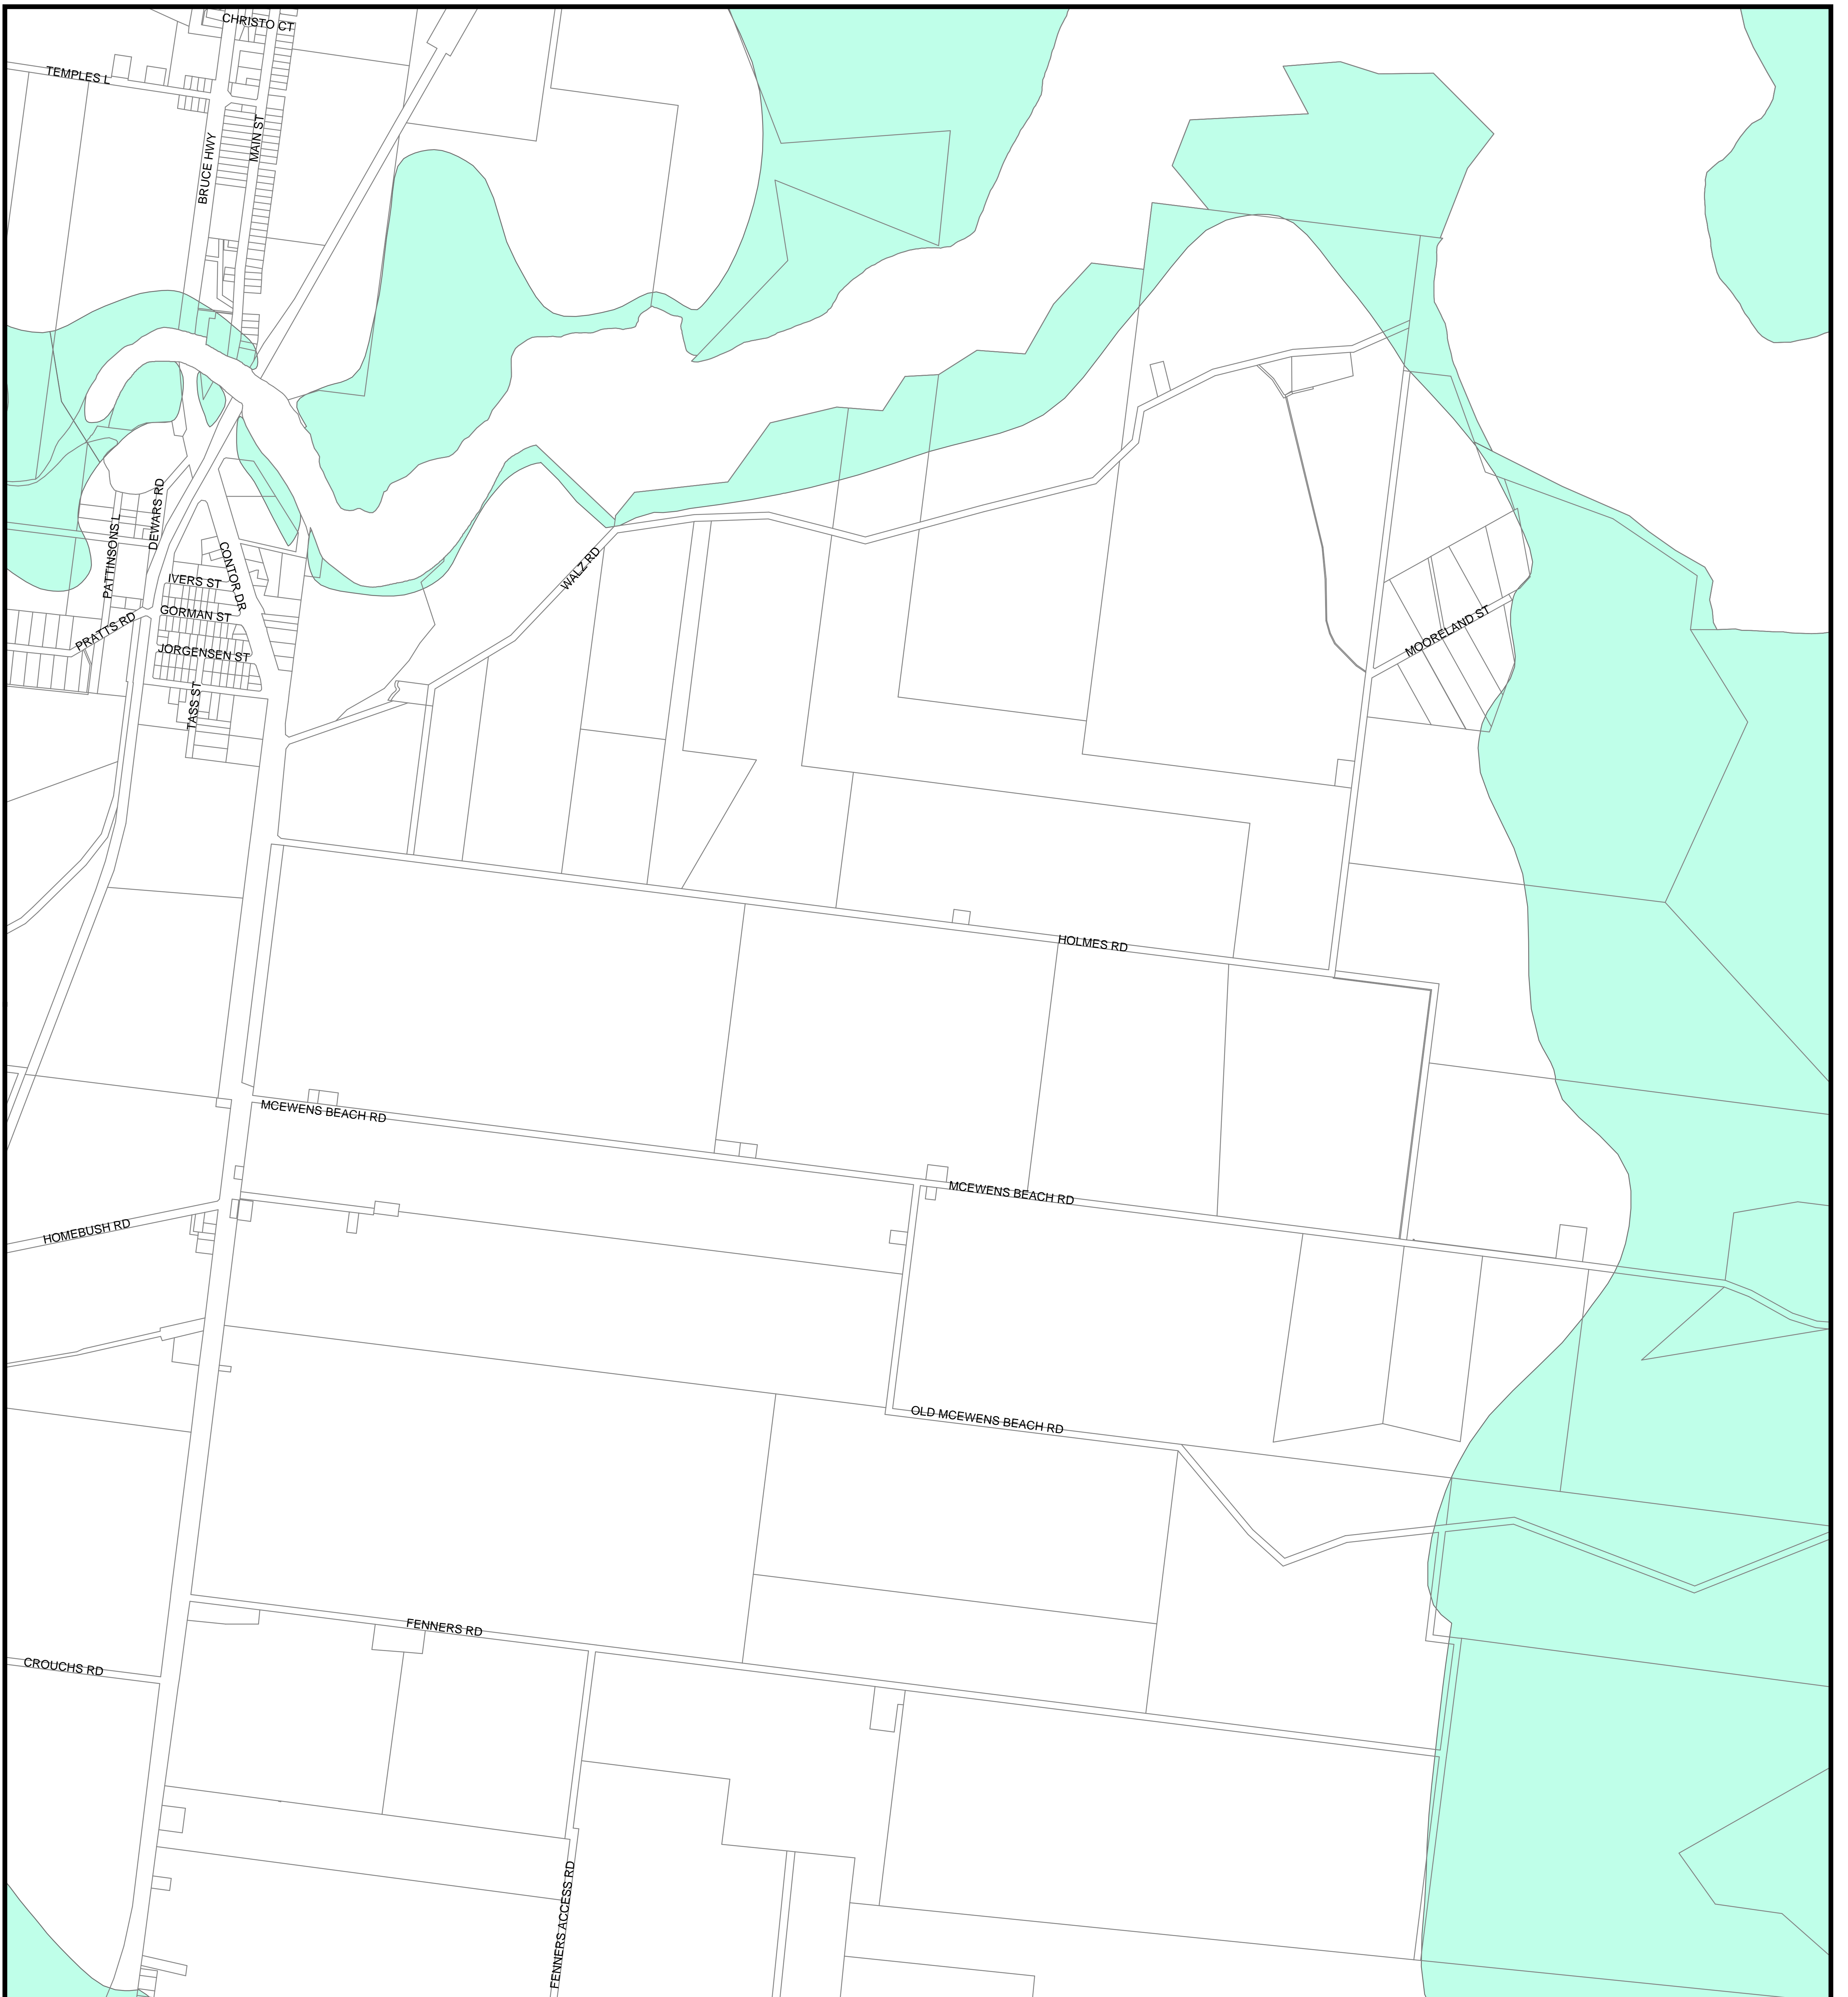 CHRISTO CT
TEMPLES L
MAIN ST
BRUCE HWY
DEWARS RD
PATTINSONS L
CONTOR DR
WALZ RD
IVERS ST
GORMAN ST
PRATTS RD
MOORELAND ST
JORGENSEN ST
TASS ST
HOLMES RD
MCEWENS BEACH RD
MCEWENS BEACH RD
HOMEBUSH RD
OLD MCEWENS BEACH RD
FENNERS RD
CROUCHS RD
FENNERS ACCESS RD